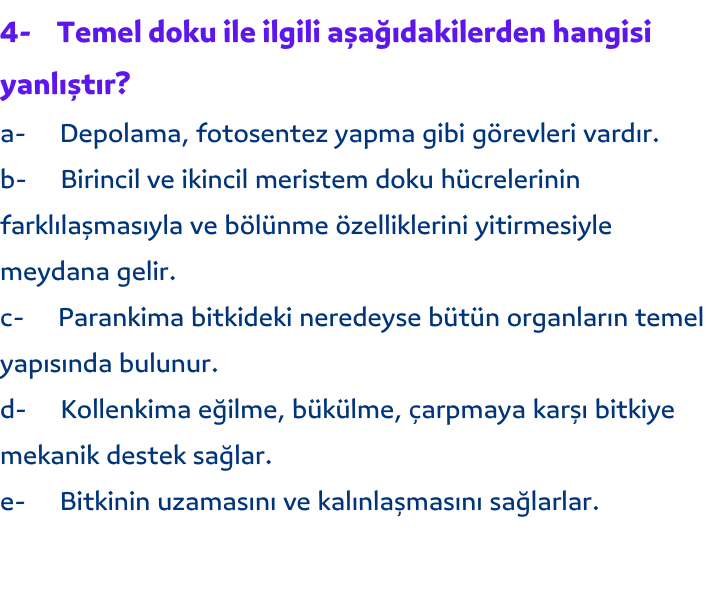 4- Temel doku ile ilgili aşağıdakilerden hangisi
yanlıştır?
a- Depolama, fotosentez yapma gibi görevleri vardır.
b- Birincil ve ikincil meristem doku hücrelerinin
farklılaşmasıyla ve bölünme özelliklerini yitirmesiyle
meydana gelir.
c- Parankima bitkideki neredeyse bütün organların temel
yapısında bulunur.
d- Kollenkima eğilme, bükülme, çarpmaya karşı bitkiye
mekanik destek sağlar.
e- Bitkinin uzamasını ve kalınlaşmasını sağlarlar.